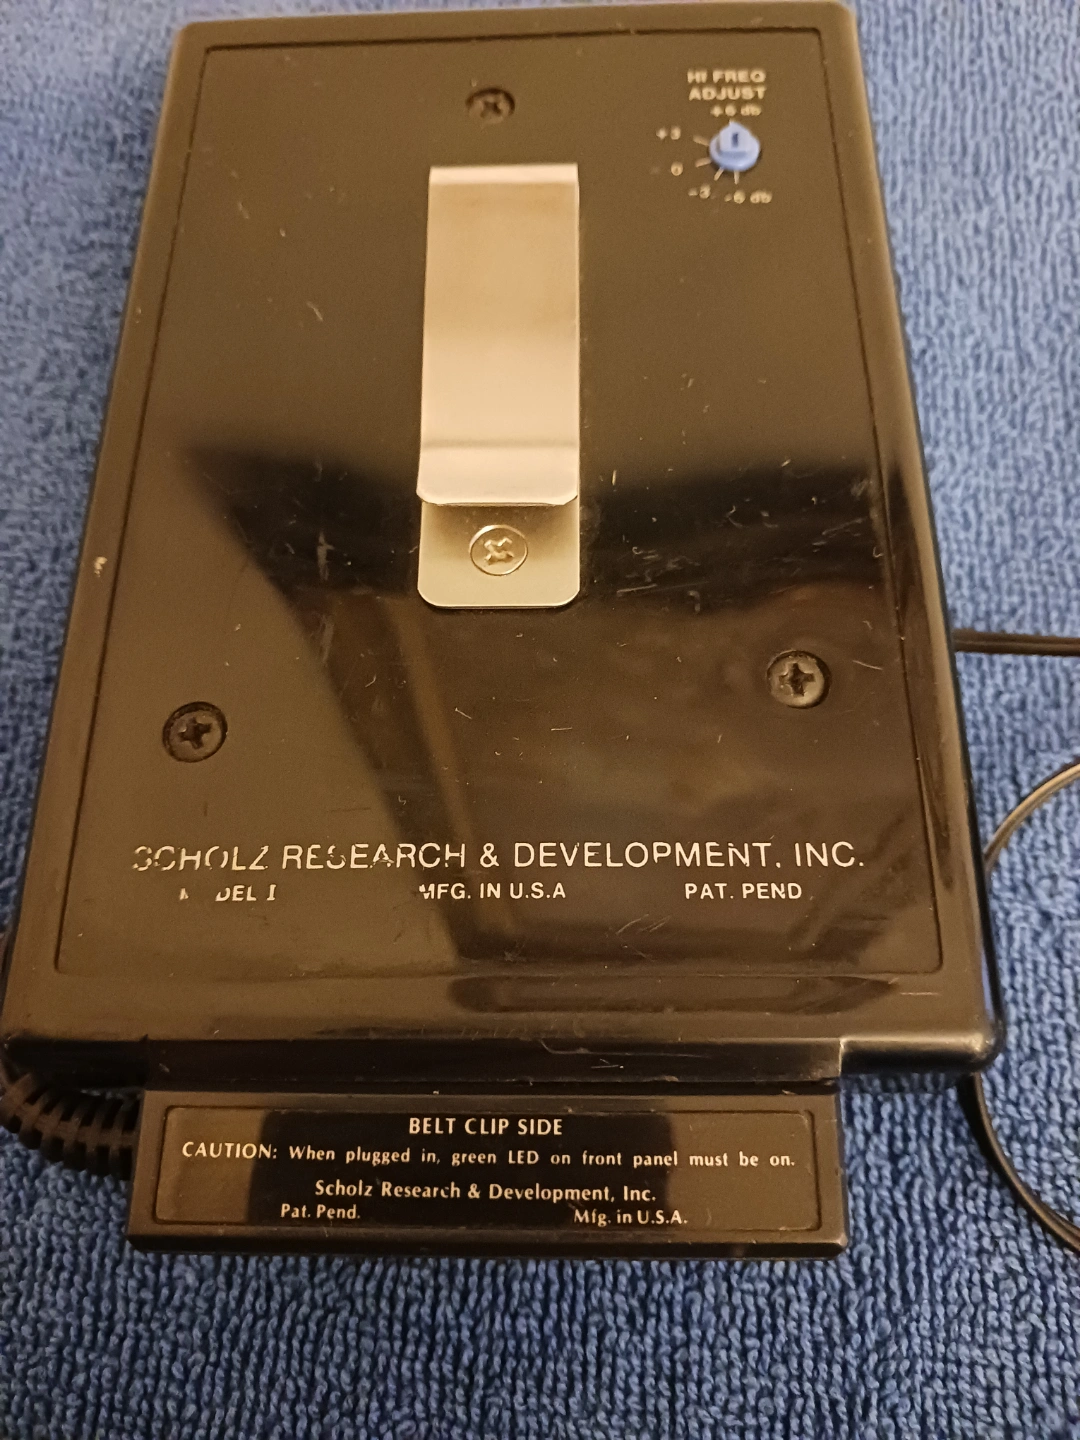 HI FREQ
ADJUST
+6 db
+3
0
-3 -6 db
SCHOLZ RESEARCH & DEVELOPMENT, INC.
DEL I MFG. IN U.S.A PAT. PEND
BELT CLIP SIDE
CAUTION: When plugged in, green LED on front panel must be on.
Scholz Research & Development, Inc.
Pat. Pend. Mfg. in U.S.A.